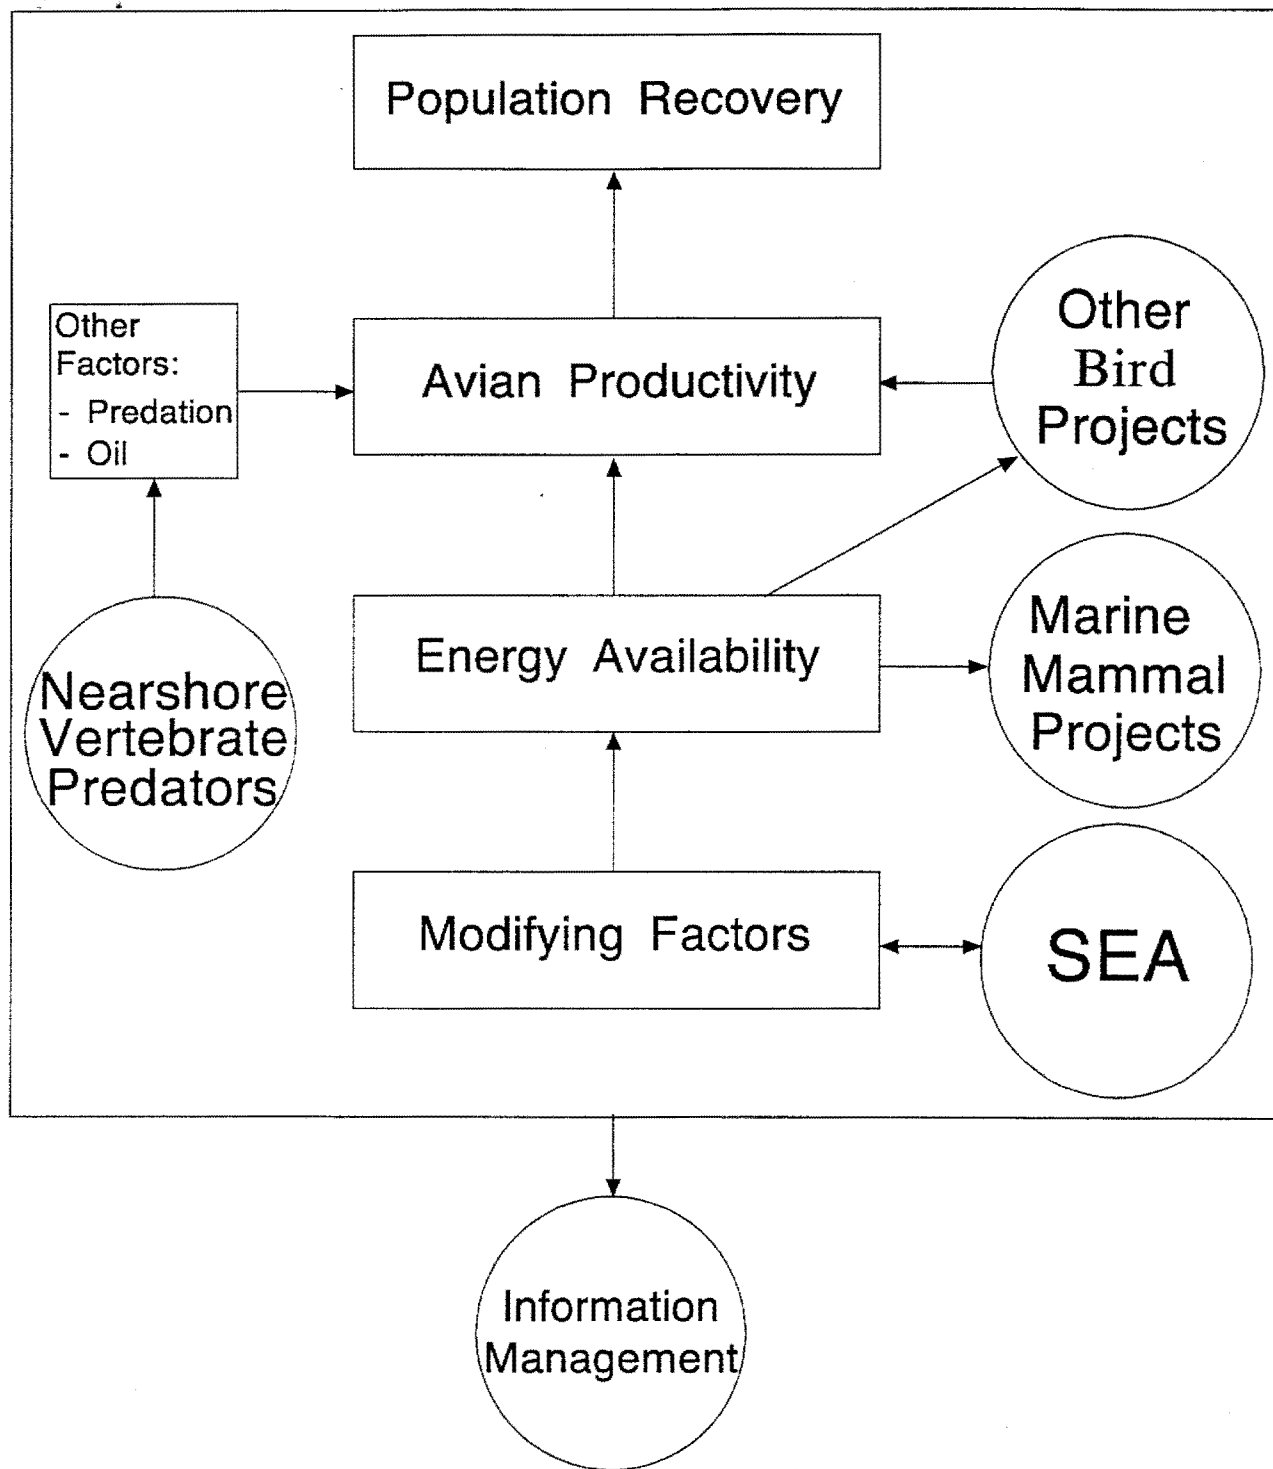 Population Recovery
Other
Factors:
- Predation
- Oil
Avian Productivity
Other
Bird
Projects
Energy Availability
Marine
Mammal
Projects
Nearshore
Vertebrate
Predators
Modifying Factors
SEA
Information
Management